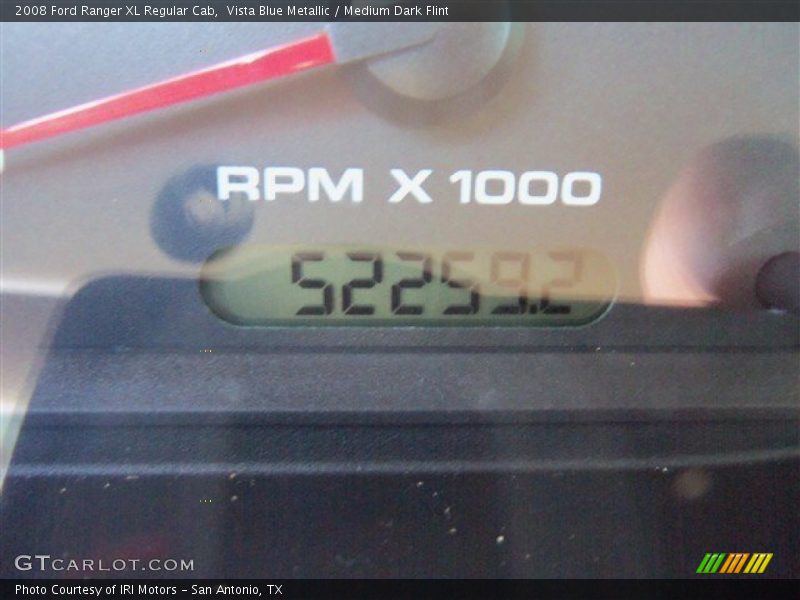 2008 Ford Ranger XL Regular Cab,  Vista Blue Metallic / Medium Dark Flint
RPM X 1000
52259.2
GTCARLOT.COM
Photo Courtesy of IRI Motors – San Antonio, TX